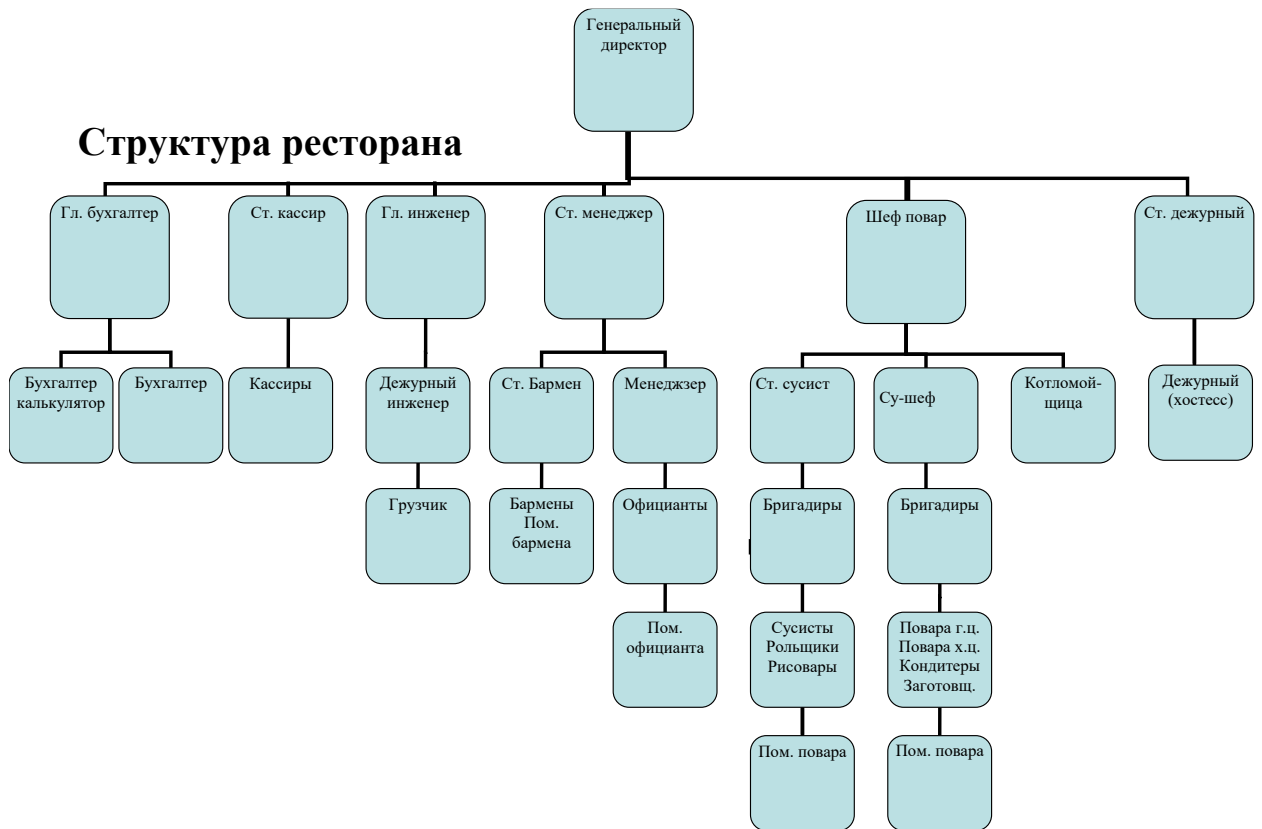 Генеральный
директор
Структура ресторана
Гл. бухгалтер
Ст. кассир
Гл. инженер
Ст. менеджер
Шеф повар
Ст. дежурный
Бухгалтер
калькулятор
Бухгалтер
Кассиры
Дежурный
инженер
Ст. Бармен
Менеджзер
Ст. сусист
Су-шеф
Котломой-
щица
Дежурный
(хостесс)
Грузчик
Бармены
Пом.
бармена
Официанты
Бригадиры
Бригадиры
Пом.
официанта
Сусисты
Рольщики
Рисовары
Повара г.ц.
Повара х.ц.
Кондитеры
Заготовщ.
Пом. повара
Пом. повара